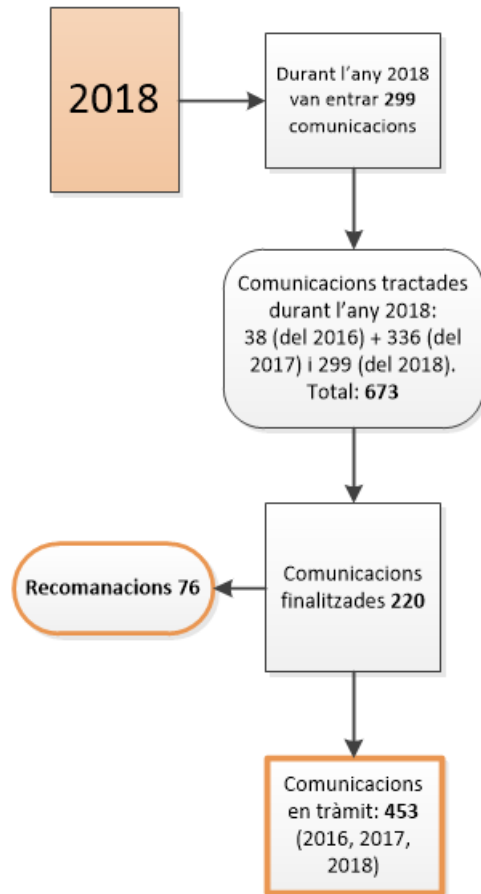 2018
Durant l'any 2018
van entrar 299
comunicacions
Comunicacions tractades
durant l'any 2018:
38 (del 2016) + 336 (del
2017) i 299 (del 2018).
Total: 673
Recomanacions 76
Comunicacions
finalitzades 220
Comunicacions
en tràmit: 453
(2016, 2017,
2018)